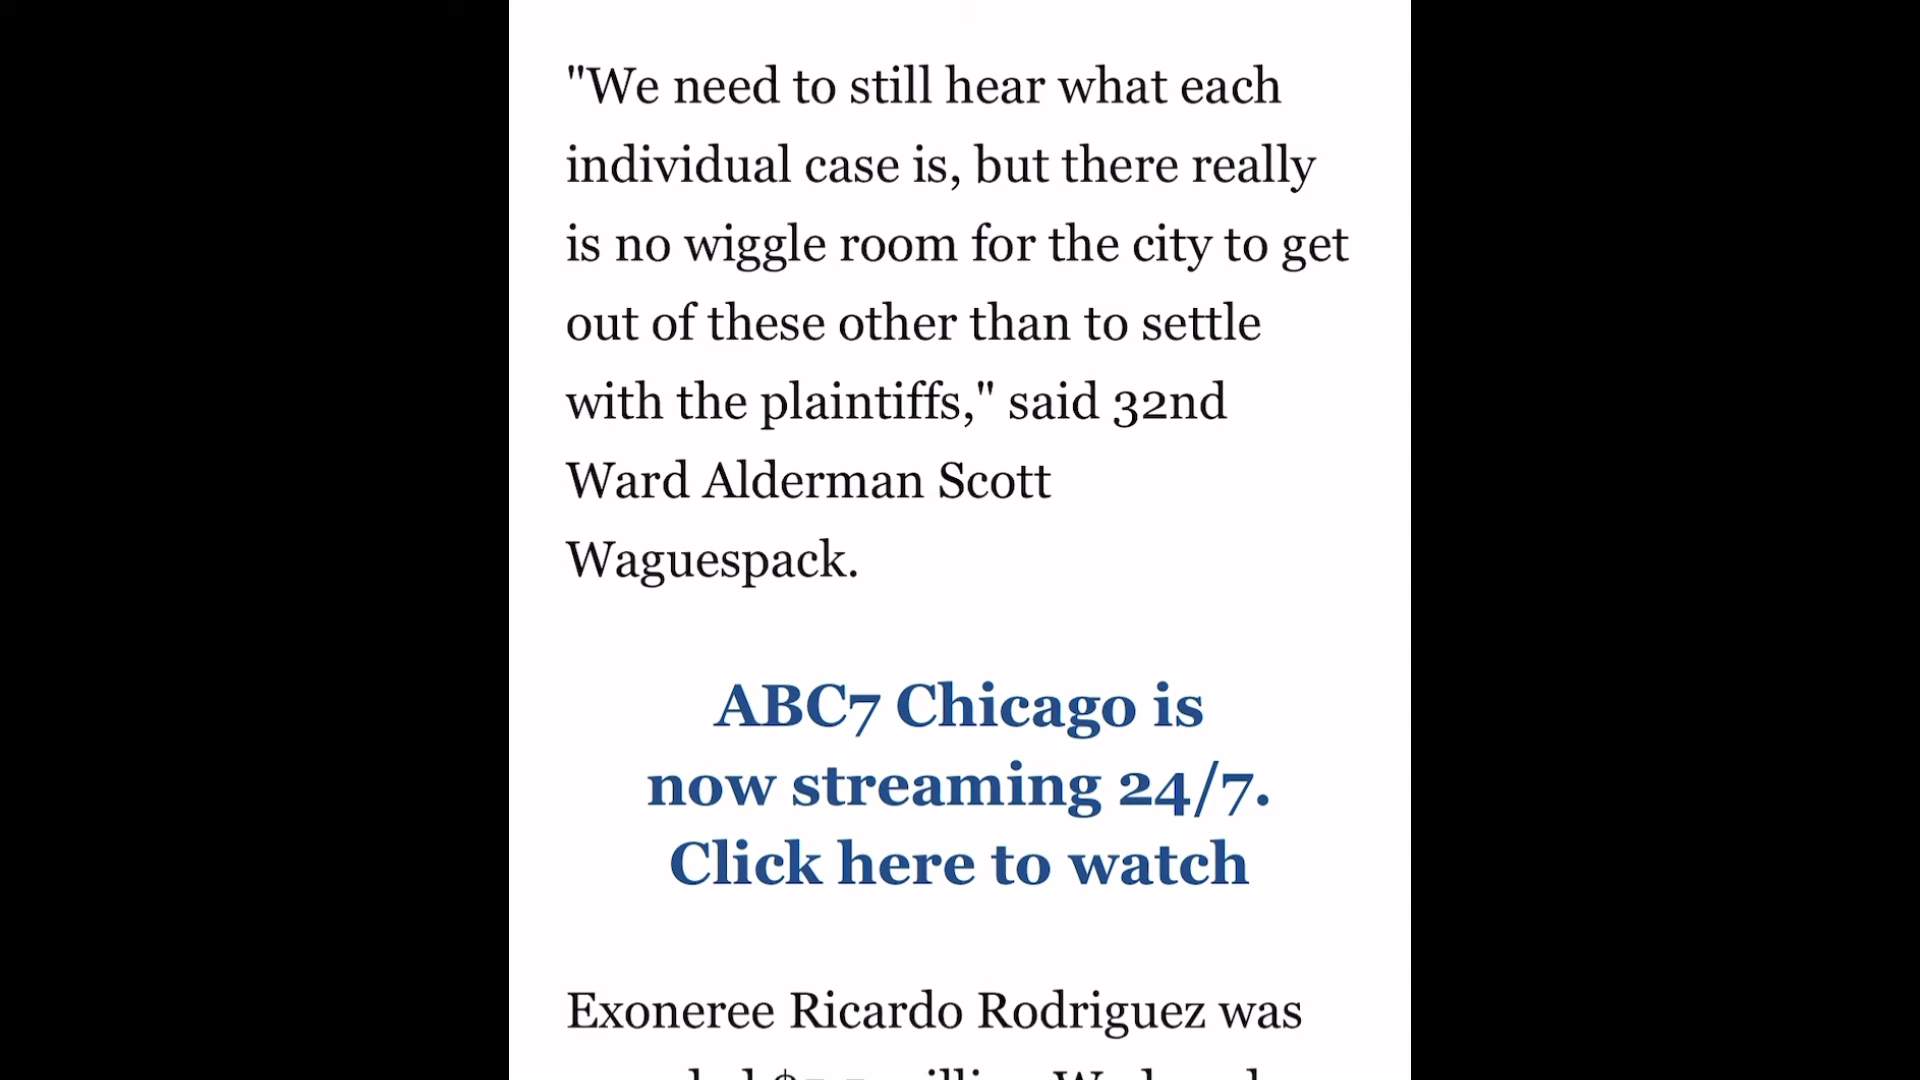 "We need to still hear what each
individual case is, but there really
is no wiggle room for the city to get
out of these other than to settle
with the plaintiffs," said 32nd
Ward Alderman Scott
Waguespack.
ABC7 Chicago is
now streaming 24/7.
Click here to watch
Exoneree Ricardo Rodriguez was